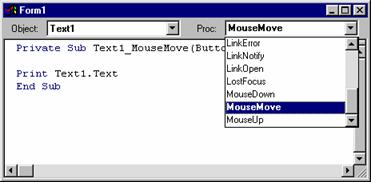 Form1
Object: Text1 Proc: MouseMove
Private Sub Text1_MouseMove(Butto
Print Text1.Text
End Sub
LinkError
LinkNotify
LinkOpen
LostFocus
MouseDown
MouseMove
MouseUp